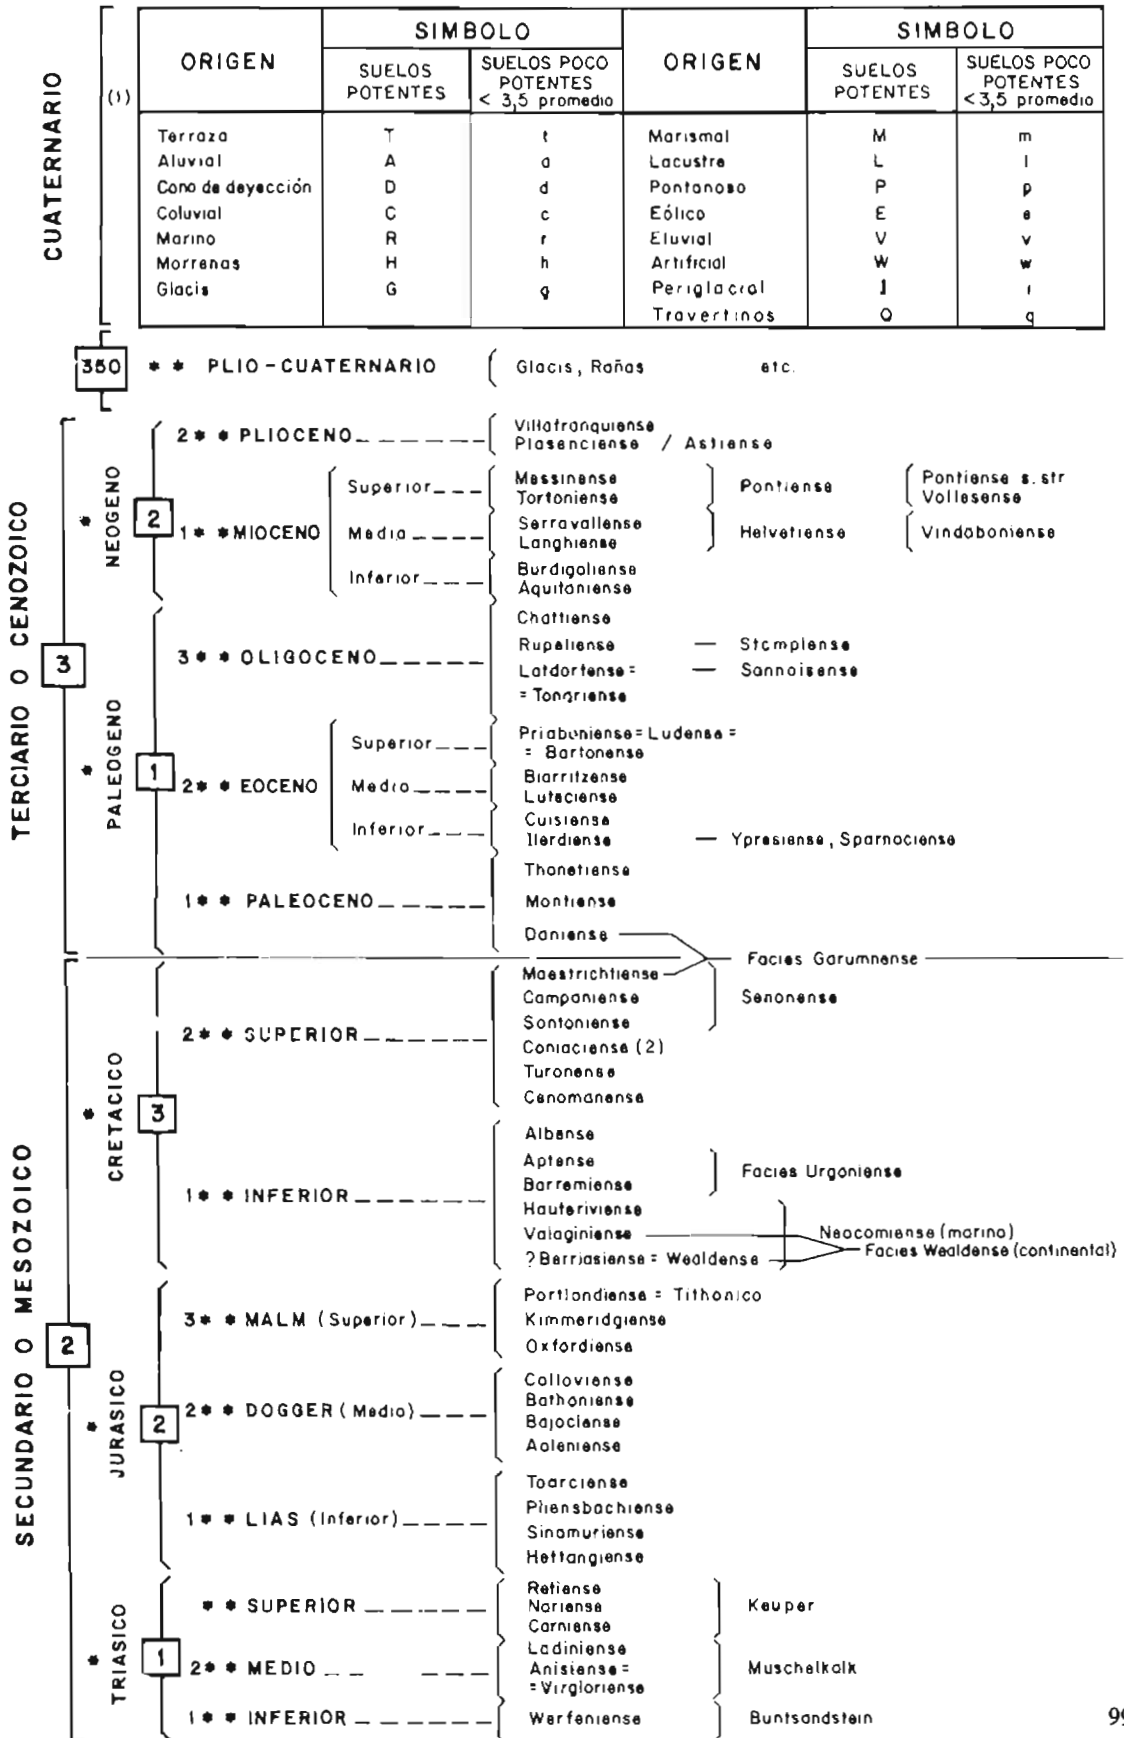 CUATERNARIO
(1)
ORIGEN SIMBOLO ORIGEN SIMBOLO
SUELOS POTENTES SUELOS POCO POTENTES < 3,5 promedio SUELOS POTENTES SUELOS POCO POTENTES < 3,5 promedio
Terraza T t Marismal M m
Aluvial A a Lacustre L l
Cono de deyección D d Pantanoso P p
Coluvial C c Eólico E e
Marino R r Eluvial V v
Morrenas H h Artificial W w
Glacis G g Periglacial I i
Travertinos Q q
350 * * PLIO-CUATERNARIO Glacis, Rañas etc.
TERCIARIO O CENOZOICO
3
* NEOGENO
2
2 * * PLIOCENO
Villafranquiense
Plasenciense / Astiense
1 * * MIOCENO
Superior
Messinense
Tortoniense
Pontiense
Pontiense s. str
Vallesense
Medio
Serravallense
Langhiense
Helvetiense
Vindoboniense
Inferior
Burdigaliense
Aquitaniense
* PALEOGENO
1
3 * * OLIGOCENO
Chattiense
Rupeliense — Stampiense
Latdorfense = — Sannoisense
= Tongriense
2 * * EOCENO
Superior
Priaboniense = Ludense =
= Bartonense
Medio
Biarritzense
Luteciense
Inferior
Cuisiense
Ilerdiense — Ypresiense, Sparnaciense
1 * * PALEOCENO
Thanetiense
Montiense
Daniense
Facies Garumnense
SECUNDARIO O MESOZOICO
2
* CRETACICO
3
2 * * SUPERIOR
Maestrichtiense
Campaniense
Santoniense
Senonense
Coniaciense (2)
Turonense
Cenomanense
1 * * INFERIOR
Albense
Aptense
Barremiense
Facies Urgoniense
Hauteriviense
Valaginiense
? Berriasiense = Wealdense
Neocomiense (marino)
Facies Wealdense (continental)
* JURASICO
2
3 * * MALM (Superior)
Portlandiense = Tithonico
Kimmeridgiense
Oxfordiense
2 * * DOGGER (Medio)
Calloviense
Bathoniense
Bajociense
Aaleniense
1 * * LIAS (Inferior)
Toarciense
Pliensbachiense
Sinemuriense
Hettangiense
* TRIASICO
1
* * SUPERIOR
Retiense
Noriense
Carniense
Keuper
2 * * MEDIO
Ladiniense
Anisiense =
= Virgloriense
Muschelkalk
1 * * INFERIOR
Werfeniense
Buntsandstein
99